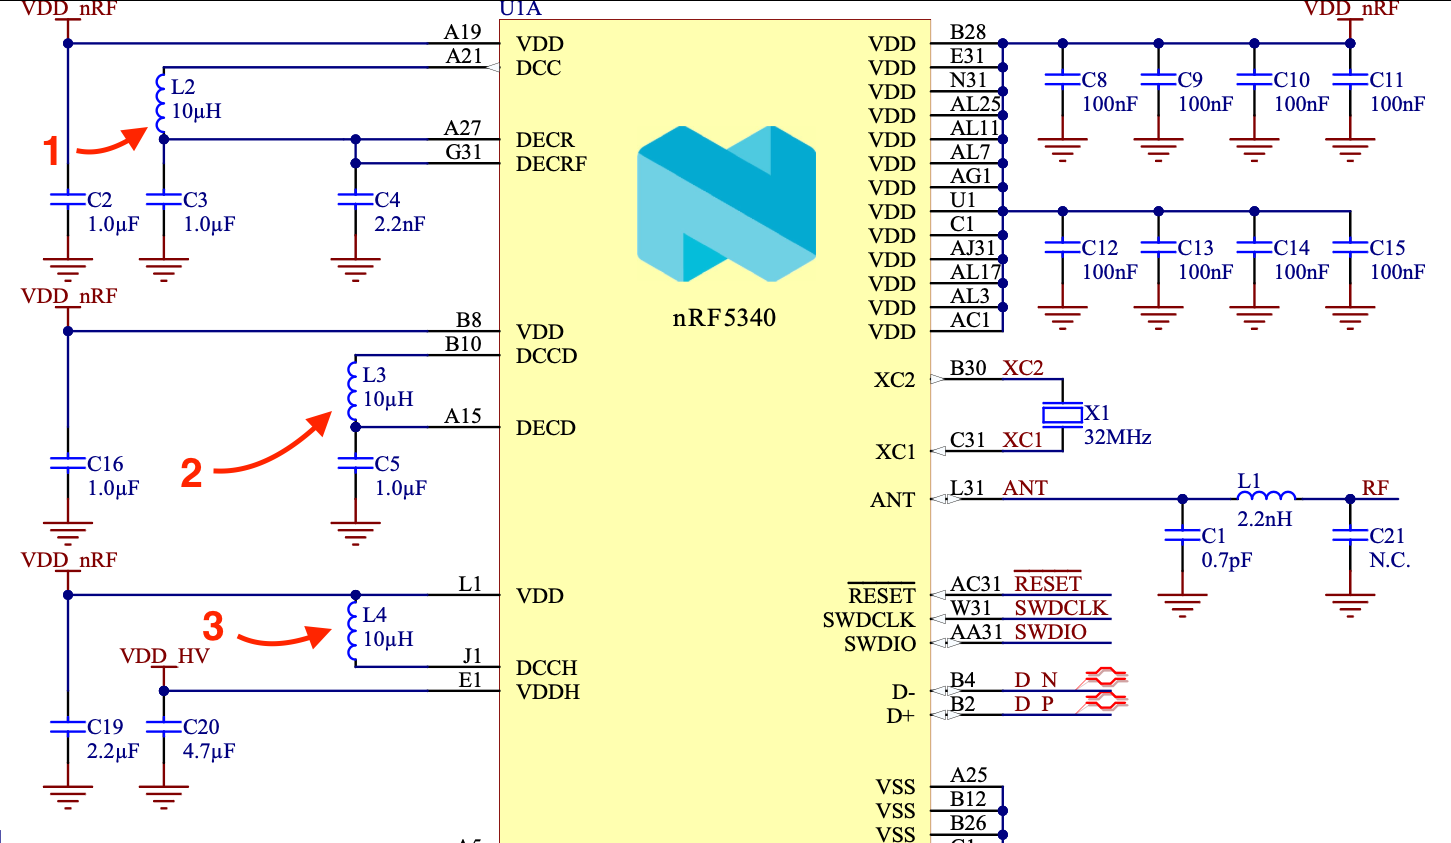 VDD_nRF
U1A
VDD_nRF
A19 VDD
A21 DCC
L2
10µH
1
A27 DECR
G31 DECRF
C2
1.0µF
C3
1.0µF
C4
2.2nF
VDD_nRF
B8 VDD
B10 DCCD
L3
10µH
A15 DECD
2
C16
1.0µF
C5
1.0µF
VDD_nRF
L1 VDD
L4
10µH
3
VDD_HV
J1 DCCH
E1 VDDH
C19
2.2µF
C20
4.7µF
nRF5340
VDD B28
VDD E31
VDD N31
VDD AL25
VDD AL11
VDD AL7
VDD AG1
VDD U1
VDD C1
VDD AJ31
VDD AL17
VDD AL3
VDD AC1
C8
100nF
C9
100nF
C10
100nF
C11
100nF
C12
100nF
C13
100nF
C14
100nF
C15
100nF
XC2 B30 XC2
X1
32MHz
XC1 C31 XC1
ANT L31 ANT
L1
2.2nH
RF
C1
0.7pF
C21
N.C.
RESET AC31 RESET
SWDCLK W31 SWDCLK
SWDIO AA31 SWDIO
D- B4 D_N
D+ B2 D_P
VSS A25
VSS B12
VSS B26